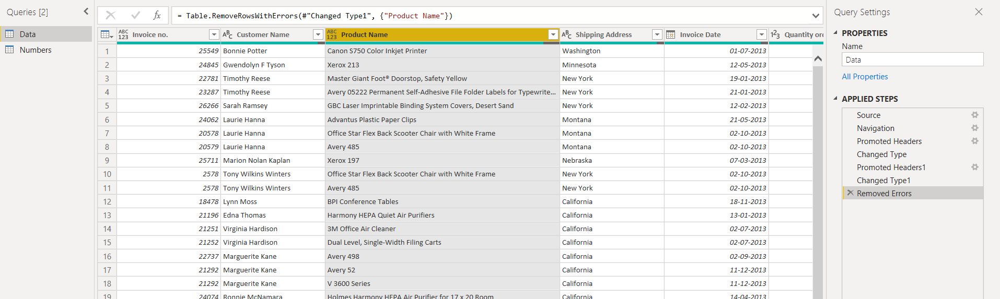 Queries [2]
Data
Numbers
= Table.RemoveRowsWithErrors(#"Changed Type1", {"Product Name"})
ABC 123 Invoice no. ABC Customer Name ABC 123 Product Name ABC Shipping Address Invoice Date 123 Quantity or
1 25549 Bonnie Potter Canon S750 Color Inkjet Printer Washington 01-07-2013
2 24845 Gwendolyn F Tyson Xerox 213 Minnesota 12-05-2013
3 22781 Timothy Reese Master Giant Foot® Doorstop, Safety Yellow New York 19-01-2013
4 23287 Timothy Reese Avery 05222 Permanent Self-Adhesive File Folder Labels for Typewrite... New York 21-01-2013
5 26266 Sarah Ramsey GBC Laser Imprintable Binding System Covers, Desert Sand New York 12-02-2013
6 24062 Laurie Hanna Advantus Plastic Paper Clips Montana 21-05-2013
7 20578 Laurie Hanna Office Star Flex Back Scooter Chair with White Frame Montana 02-10-2013
8 20579 Laurie Hanna Avery 485 Montana 02-10-2013
9 25711 Marion Nolan Kaplan Xerox 197 Nebraska 07-03-2013
10 2578 Tony Wilkins Winters Office Star Flex Back Scooter Chair with White Frame New York 02-10-2013
11 2578 Tony Wilkins Winters Avery 485 New York 02-10-2013
12 18478 Lynn Moss BPI Conference Tables California 18-11-2013
13 21196 Edna Thomas Harmony HEPA Quiet Air Purifiers California 13-01-2013
14 21251 Virginia Hardison 3M Office Air Cleaner California 02-07-2013
15 21252 Virginia Hardison Dual Level, Single-Width Filing Carts California 02-07-2013
16 22737 Marguerite Kane Avery 498 California 02-09-2013
17 21292 Marguerite Kane Avery 52 California 11-12-2013
18 21292 Marguerite Kane V 3600 Series California 11-12-2013
19 24074 Ronnie McNamara Holmes Harmony HEPA Air Purifier for 17 x 20 Room California 14-04-2013
Query Settings
PROPERTIES
Name
Data
All Properties
APPLIED STEPS
Source
Navigation
Promoted Headers
Changed Type
Promoted Headers1
Changed Type1
Removed Errors